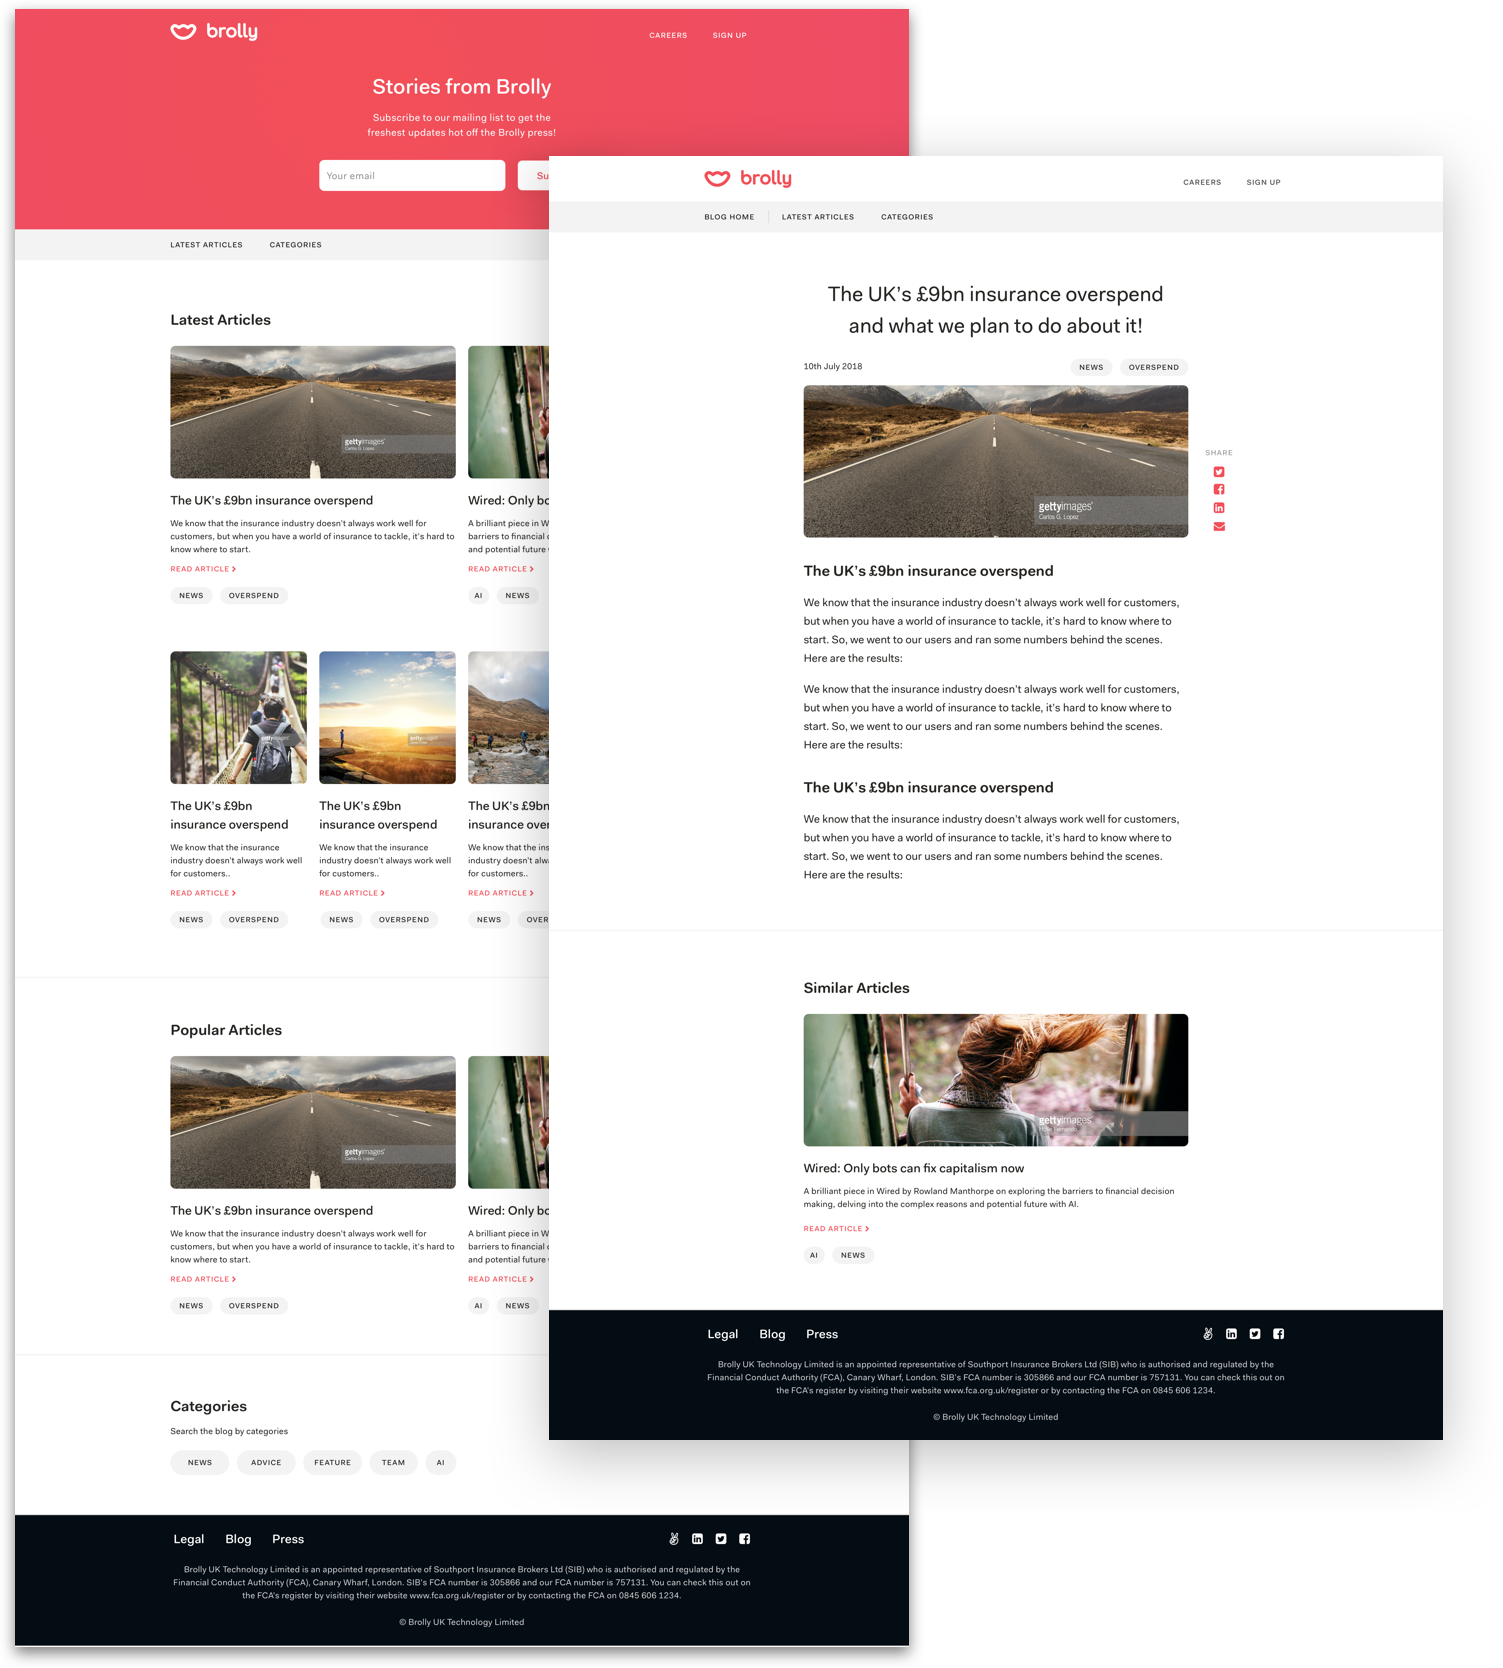 brolly
CAREERS
SIGN UP
Stories from Brolly
Subscribe to our mailing list to get the
freshest updates hot off the Brolly press!
Your email
Su
LATEST ARTICLES
CATEGORIES
Latest Articles
gettyimages
Carlos G. Lopez
The UK's £9bn insurance overspend
We know that the insurance industry doesn't always work well for
customers, but when you have a world of insurance to tackle, it's hard to
know where to start.
READ ARTICLE
NEWS
OVERSPEND
Wired: Only bo
A brilliant piece in W
barriers to financial
and potential future
READ ARTICLE
AI
NEWS
gettyimages
The UK's £9bn
insurance overspend
We know that the insurance
industry doesn't always work well
for customers..
READ ARTICLE
NEWS
OVERSPEND
gettyimages
The UK's £9bn
insurance overspend
We know that the insurance
industry doesn't always work well
for customers..
READ ARTICLE
NEWS
OVERSPEND
The UK's £9bn
insurance over
We know that the ins
industry doesn't alw
for customers..
READ ARTICLE
NEWS
OVER
Popular Articles
gettyimages
Carlos G. Lopez
The UK's £9bn insurance overspend
We know that the insurance industry doesn't always work well for
customers, but when you have a world of insurance to tackle, it's hard to
know where to start.
READ ARTICLE
NEWS
OVERSPEND
Wired: Only bo
A brilliant piece in W
barriers to financial
and potential future
READ ARTICLE
AI
NEWS
Categories
Search the blog by categories
NEWS
ADVICE
FEATURE
TEAM
AI
Legal
Blog
Press
Brolly UK Technology Limited is an appointed representative of Southport Insurance Brokers Ltd (SIB) who is authorised and regulated by the
Financial Conduct Authority (FCA), Canary Wharf, London. SIB's FCA number is 305866 and our FCA number is 757131. You can check this out on
the FCA's register by visiting their website www.fca.org.uk/register or by contacting the FCA on 0845 606 1234.
© Brolly UK Technology Limited
brolly
CAREERS
SIGN UP
BLOG HOME
LATEST ARTICLES
CATEGORIES
The UK's £9bn insurance overspend
and what we plan to do about it!
10th July 2018
NEWS
OVERSPEND
gettyimages
Carlos G. Lopez
SHARE
The UK's £9bn insurance overspend
We know that the insurance industry doesn't always work well for customers,
but when you have a world of insurance to tackle, it's hard to know where to
start. So, we went to our users and ran some numbers behind the scenes.
Here are the results:
We know that the insurance industry doesn't always work well for customers,
but when you have a world of insurance to tackle, it's hard to know where to
start. So, we went to our users and ran some numbers behind the scenes.
Here are the results:
The UK's £9bn insurance overspend
We know that the insurance industry doesn't always work well for customers,
but when you have a world of insurance to tackle, it's hard to know where to
start. So, we went to our users and ran some numbers behind the scenes.
Here are the results:
Similar Articles
gettyimages
Wired: Only bots can fix capitalism now
A brilliant piece in Wired by Rowland Manthorpe on exploring the barriers to financial decision
making, delving into the complex reasons and potential future with AI.
READ ARTICLE
AI
NEWS
Legal
Blog
Press
Brolly UK Technology Limited is an appointed representative of Southport Insurance Brokers Ltd (SIB) who is authorised and regulated by the
Financial Conduct Authority (FCA), Canary Wharf, London. SIB's FCA number is 305866 and our FCA number is 757131. You can check this out on
the FCA's register by visiting their website www.fca.org.uk/register or by contacting the FCA on 0845 606 1234.
© Brolly UK Technology Limited